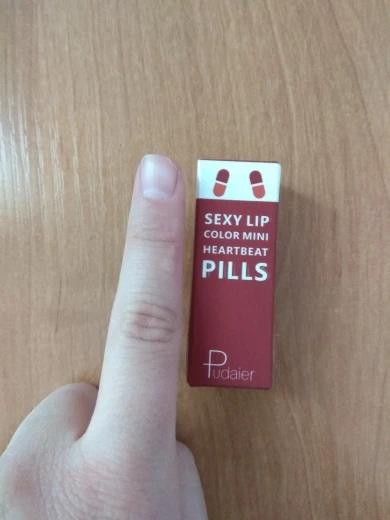 SEXY LIP
COLOR MINI
HEARTBEAT
PILLS
Pudaier